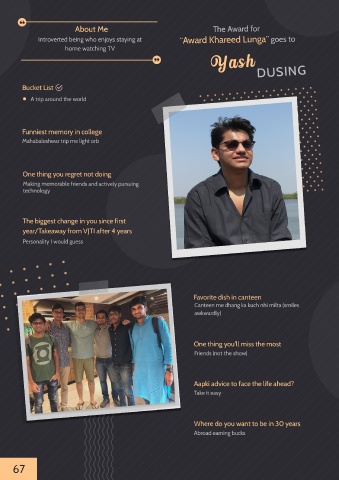 About Me
Introverted being who enjoys staying at
home watching TV
The Award for
"Award Khareed Lunga" goes to
Yash
DUSING
Bucket List
A trip around the world
Funniest memory in college
Mahabaleshwar trip me light orb
One thing you regret not doing
Making memorable friends and actively pursuing
technology
The biggest change in you since first
year/Takeaway from VJTI after 4 years
Personality I would guess
Favorite dish in canteen
Canteen me dhang ka kuch nhi milta (smiles
awkwardly)
One thing you'll miss the most
Friends (not the show)
Aapki advice to face the life ahead?
Take it easy
Where do you want to be in 30 years
Abroad earning bucks
67